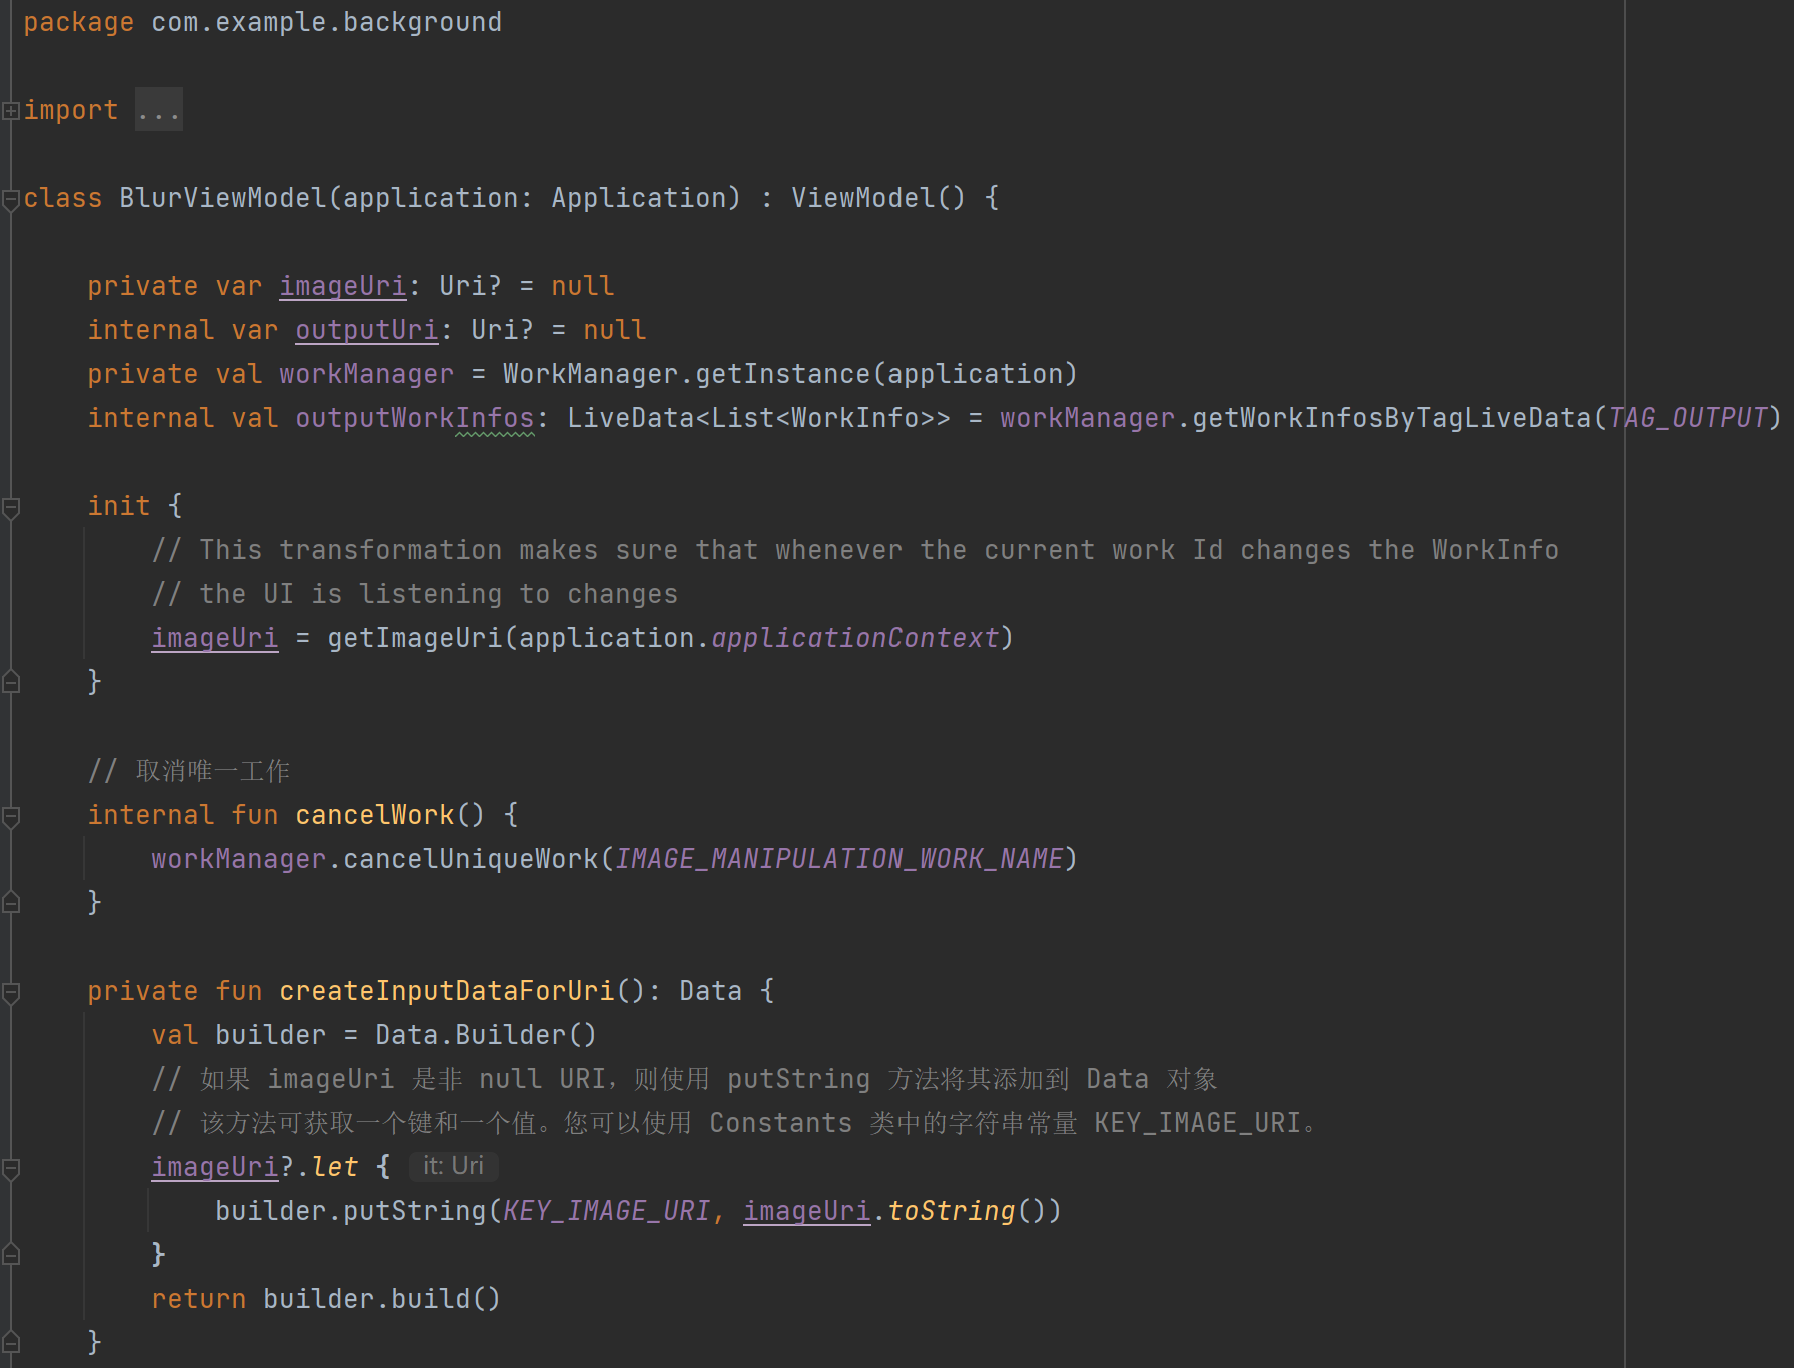 package com.example.background
import ...
class BlurViewModel(application: Application) : ViewModel() {
private var imageUri: Uri? = null
internal var outputUri: Uri? = null
private val workManager = WorkManager.getInstance(application)
internal val outputWorkInfos: LiveData<List<WorkInfo>> = workManager.getWorkInfosByTagLiveData(TAG_OUTPUT)
init {
// This transformation makes sure that whenever the current work Id changes the WorkInfo
// the UI is listening to changes
imageUri = getImageUri(application.applicationContext)
}
// 取消唯一工作
internal fun cancelWork() {
workManager.cancelUniqueWork(IMAGE_MANIPULATION_WORK_NAME)
}
private fun createInputDataForUri(): Data {
val builder = Data.Builder()
// 如果 imageUri 是非 null URI，则使用 putString 方法将其添加到 Data 对象
// 该方法可获取一个键和一个值。您可以使用 Constants 类中的字符串常量 KEY_IMAGE_URI。
imageUri?.let { it: Uri
builder.putString(KEY_IMAGE_URI, imageUri.toString())
}
return builder.build()
}